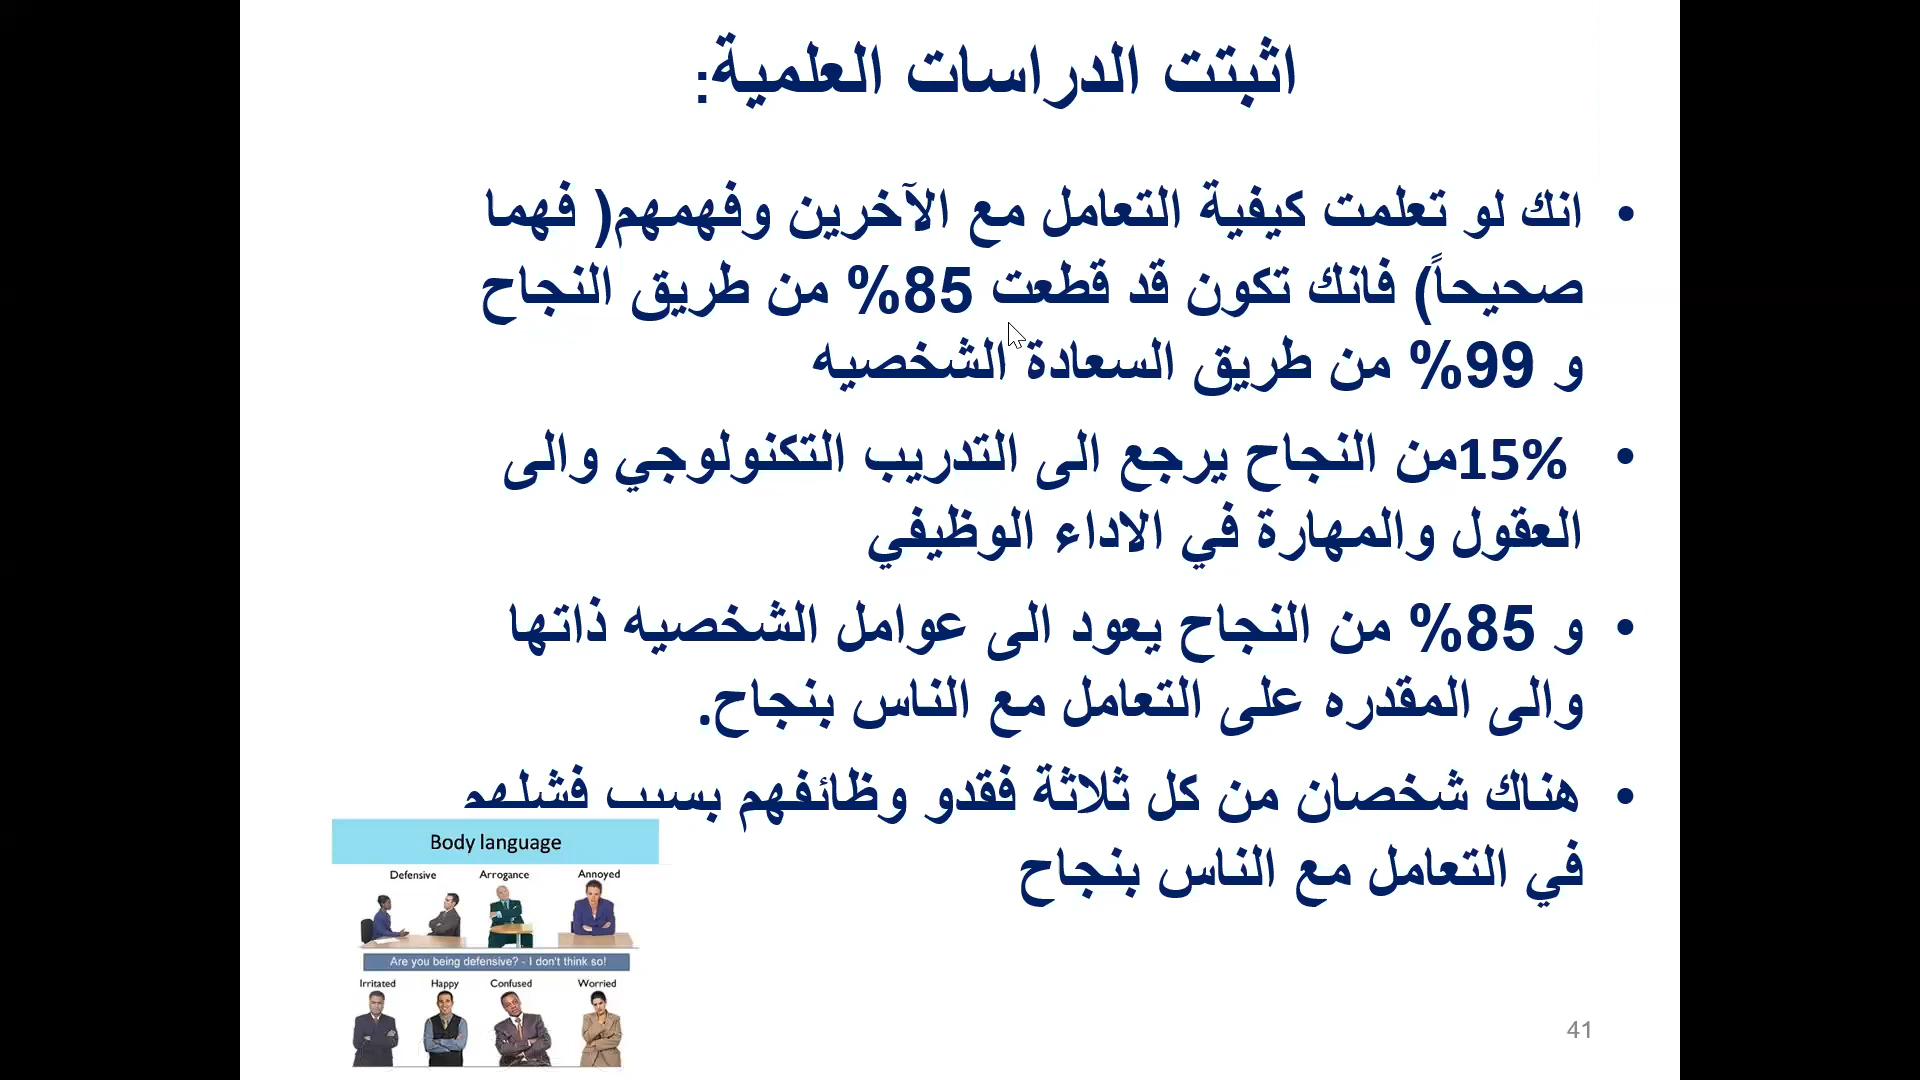 اثبتت الدراسات العلمية:
• انك لو تعلمت كيفية التعامل مع الآخرين وفهمهم( فهما
صحيحاً) فانك تكون قد قطعت 85% من طريق النجاح
و 99% من طريق السعادة الشخصيه
• 15%من النجاح يرجع الى التدريب التكنولوجي والى
العقول والمهارة في الاداء الوظيفي
• و 85% من النجاح يعود الى عوامل الشخصيه ذاتها
والى المقدره على التعامل مع الناس بنجاح.
• هناك شخصان من كل ثلاثة فقدو وظائفهم بسبب فشلهم
في التعامل مع الناس بنجاح
Body language
Defensive Arrogance Annoyed
Are you being defensive? - I don't think so!
Irritated Happy Confused Worried
41